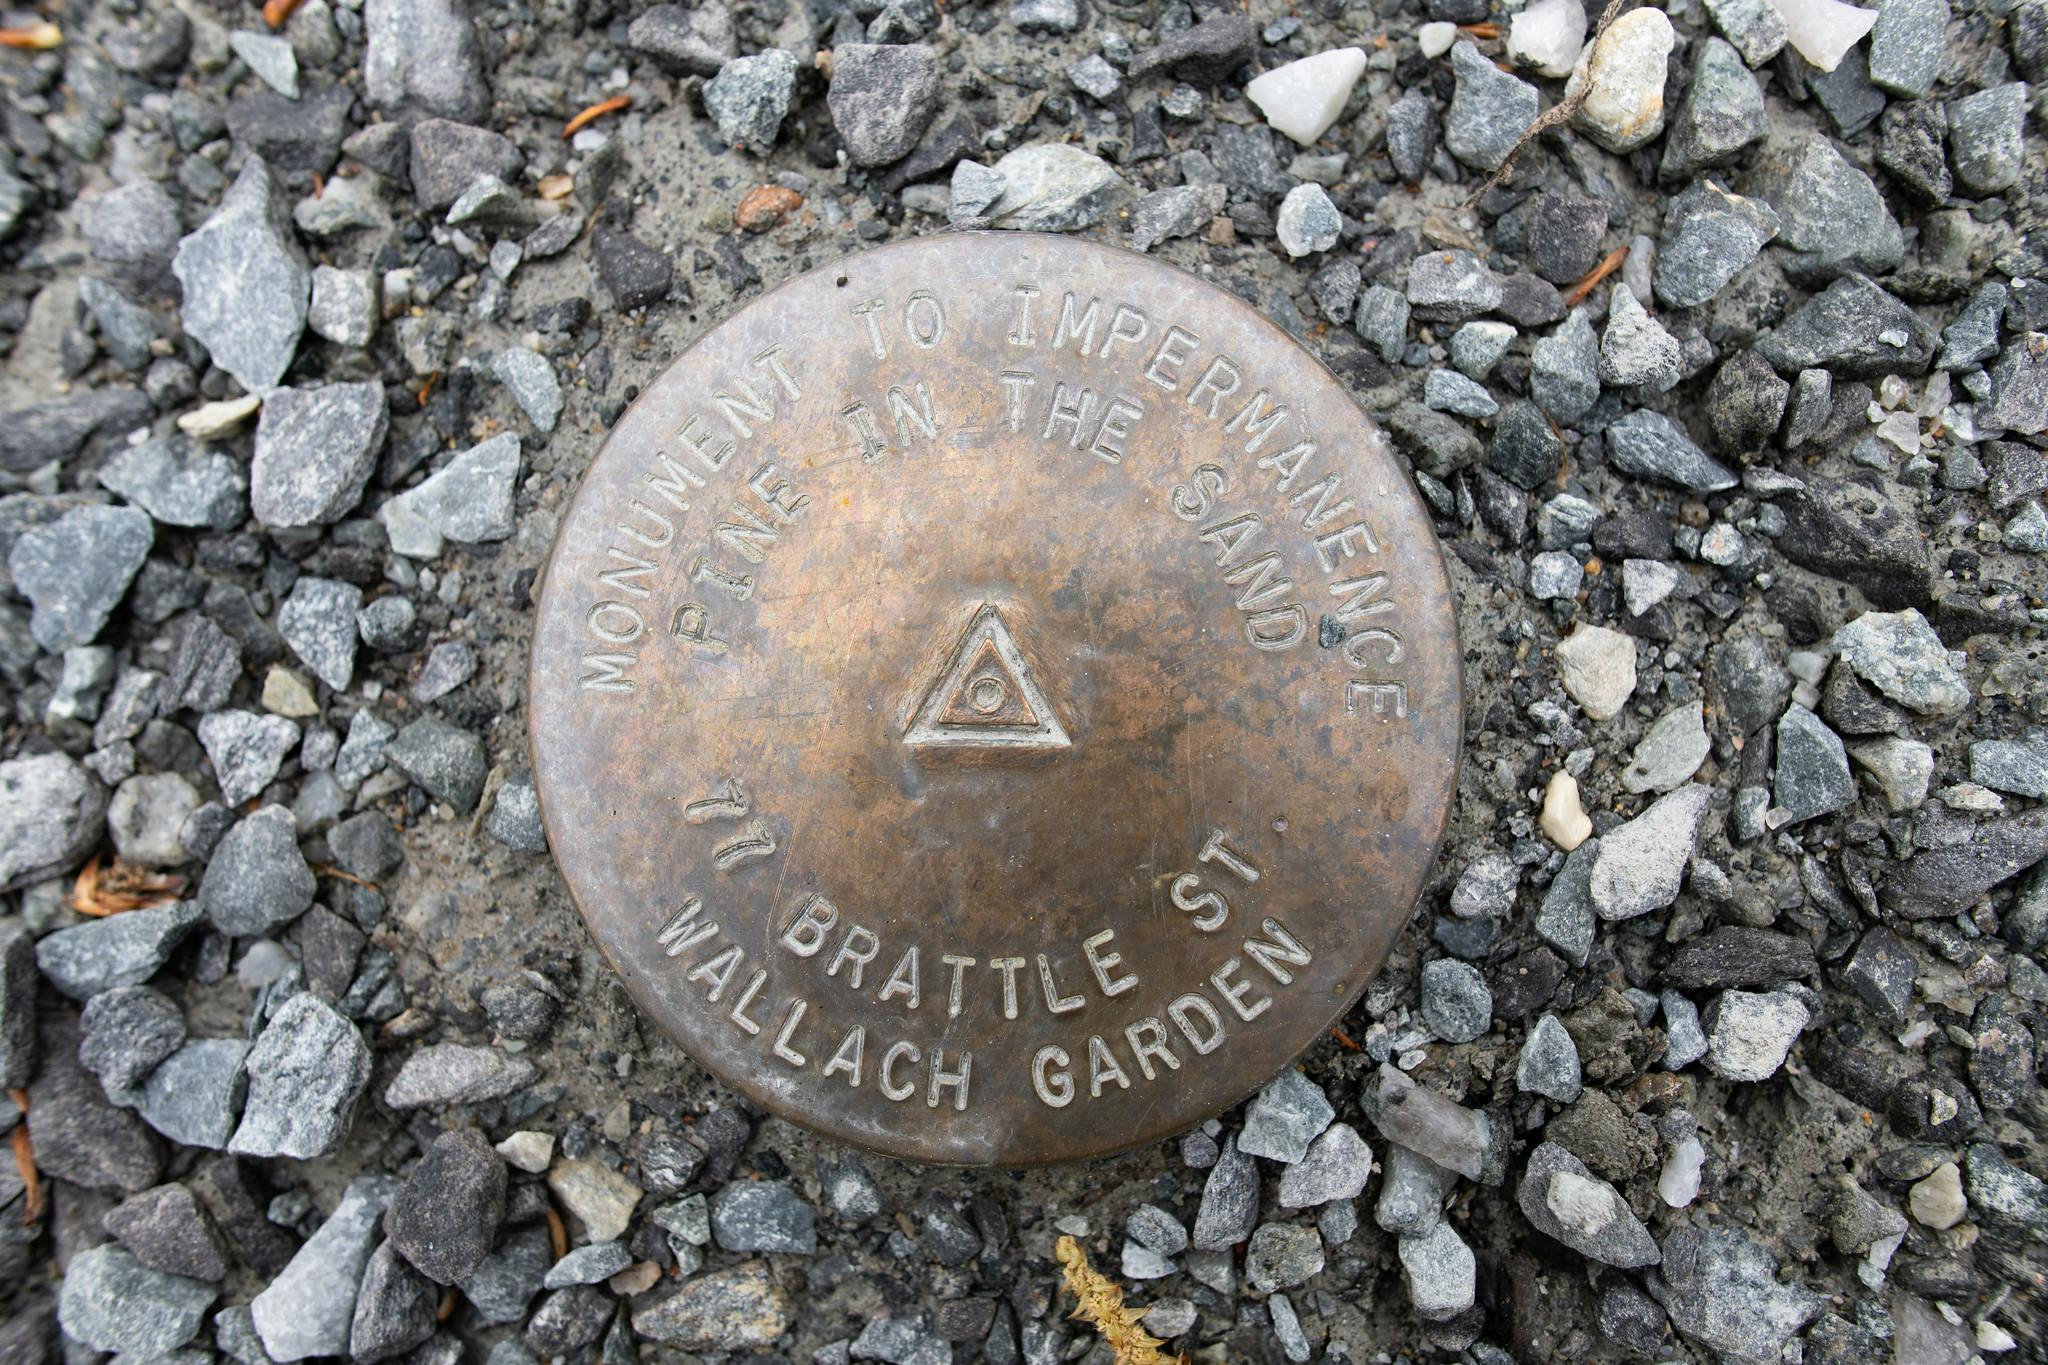 MONUMENT TO IMPERMANENCE
PINE IN THE SAND
77 BRATTLE ST
WALLACH GARDEN